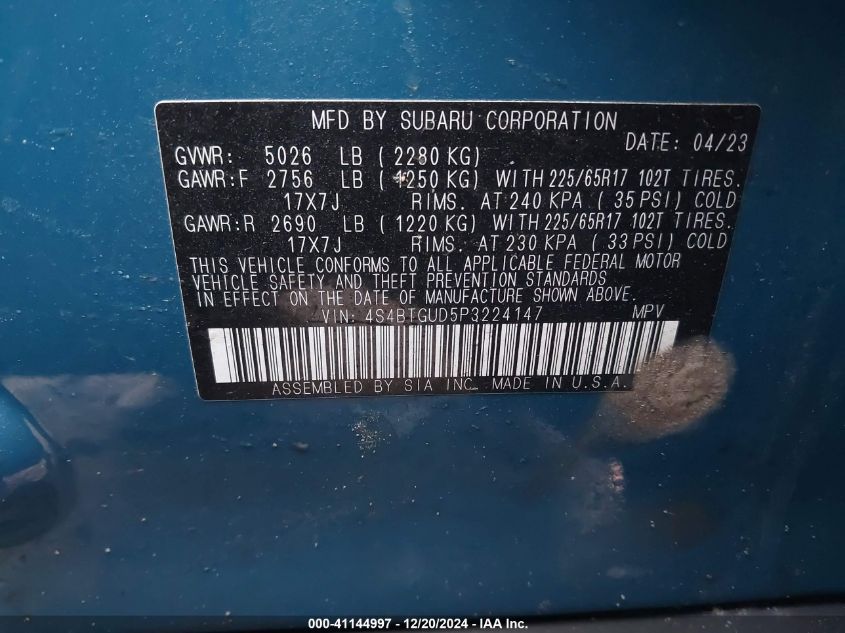 MFD BY SUBARU CORPORATION
DATE: 04/23
GVWR: 5026 LB ( 2280 KG)
GAWR:F 2756 LB ( 1250 KG) WITH 225/65R17 102T TIRES.
17X7J RIMS. AT 240 KPA ( 35 PSI) COLD
GAWR:R 2690 LB ( 1220 KG) WITH 225/65R17 102T TIRES.
17X7J RIMS. AT 230 KPA ( 33 PSI) COLD
THIS VEHICLE CONFORMS TO ALL APPLICABLE FEDERAL MOTOR
VEHICLE SAFETY AND THEFT PREVENTION STANDARDS
IN EFFECT ON THE DATE OF MANUFACTURE SHOWN ABOVE.
VIN: 4S4BTGUD5P3224147 MPV
ASSEMBLED BY SIA INC. MADE IN U.S.A.
000-41144997 - 12/20/2024 - IAAI.com